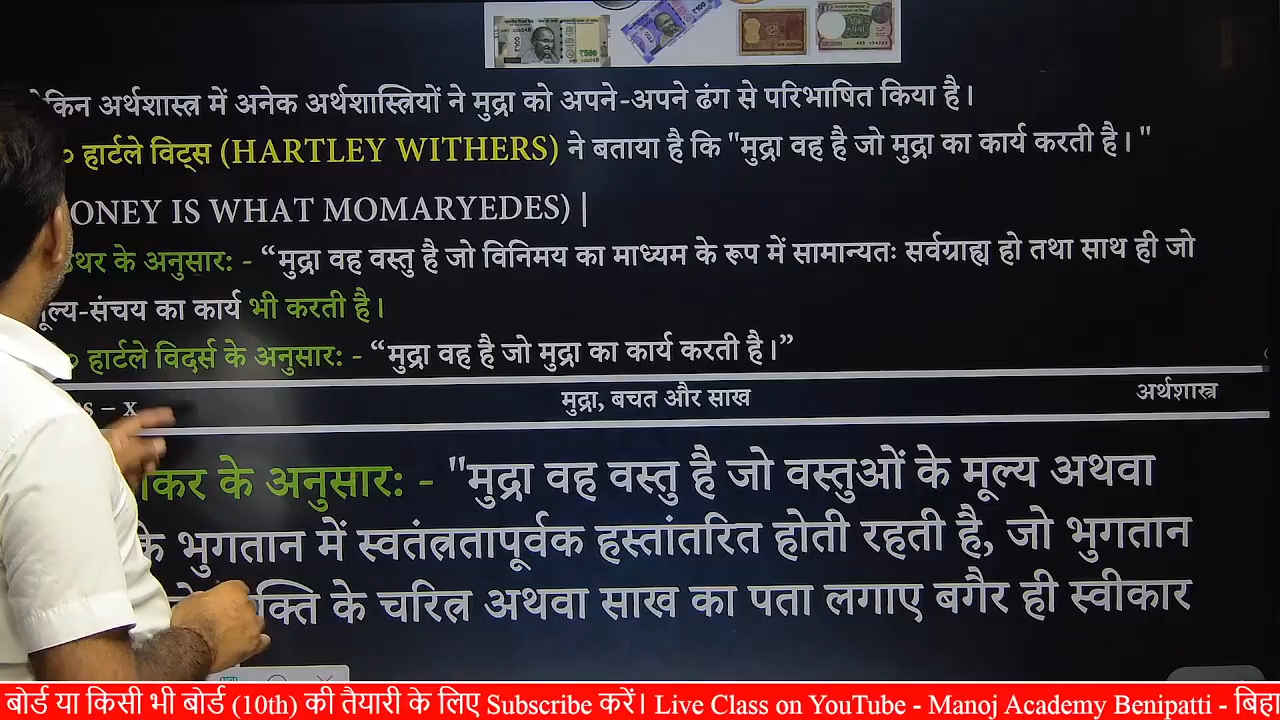 अर्थशास्त्र में अनेक अर्थशास्त्रियों ने मुद्रा को अपने-अपने ढंग से परिभाषित किया है।
हार्टले विट्स (HARTLEY WITHERS) ने बताया है कि "मुद्रा वह है जो मुद्रा का कार्य करती है। "
ONEY IS WHAT MOMARYEDES) |
के अनुसार: - “मुद्रा वह वस्तु है जो विनिमय का माध्यम के रूप में सामान्यतः सर्वग्राह्य हो तथा साथ ही जो
मूल्य-संचय का कार्य भी करती है।
हार्टले विदर्स के अनुसार: - “मुद्रा वह है जो मुद्रा का कार्य करती है।”
– x मुद्रा, बचत और साख अर्थशास्त्र
के अनुसार: - "मुद्रा वह वस्तु है जो वस्तुओं के मूल्य अथवा
के भुगतान में स्वतंत्रतापूर्वक हस्तांतरित होती रहती है, जो भुगतान
के चरित्र अथवा साख का पता लगाए बगैर ही स्वीकार
बोर्ड या किसी भी बोर्ड (10th) की तैयारी के लिए Subscribe करें। Live Class on YouTube - Manoj Academy Benipatti - बिहा